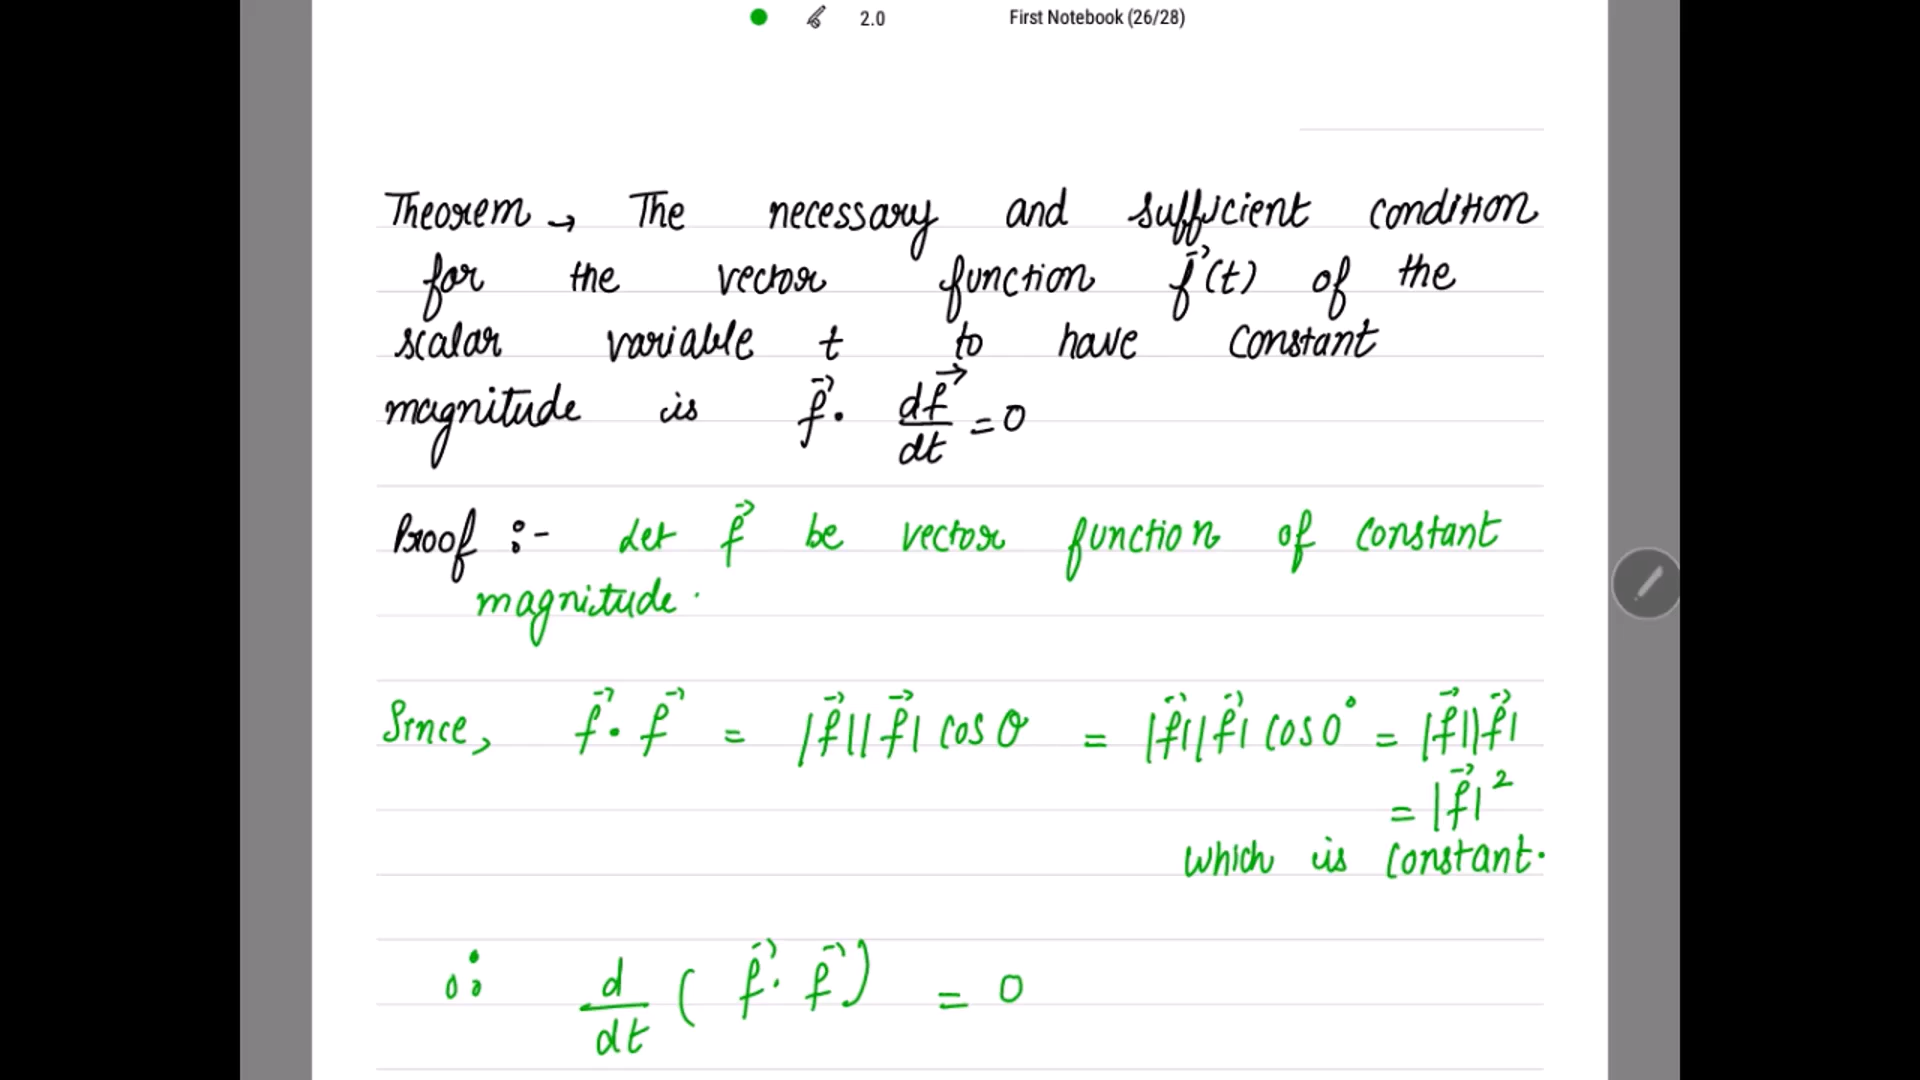 2.0 First Notebook (26/28)
Theorem → The necessary and sufficient condition
for the vector function f⃗(t) of the
scalar variable t to have constant
magnitude is f⃗ · df⃗/dt = 0
Proof :- Let f⃗ be vector function of constant
magnitude.
Since, f⃗ · f⃗ = |f⃗||f⃗| cos θ = |f⃗||f⃗| cos 0° = |f⃗||f⃗|
= |f⃗|²
which is constant.
∴ d/dt ( f⃗ · f⃗ ) = 0